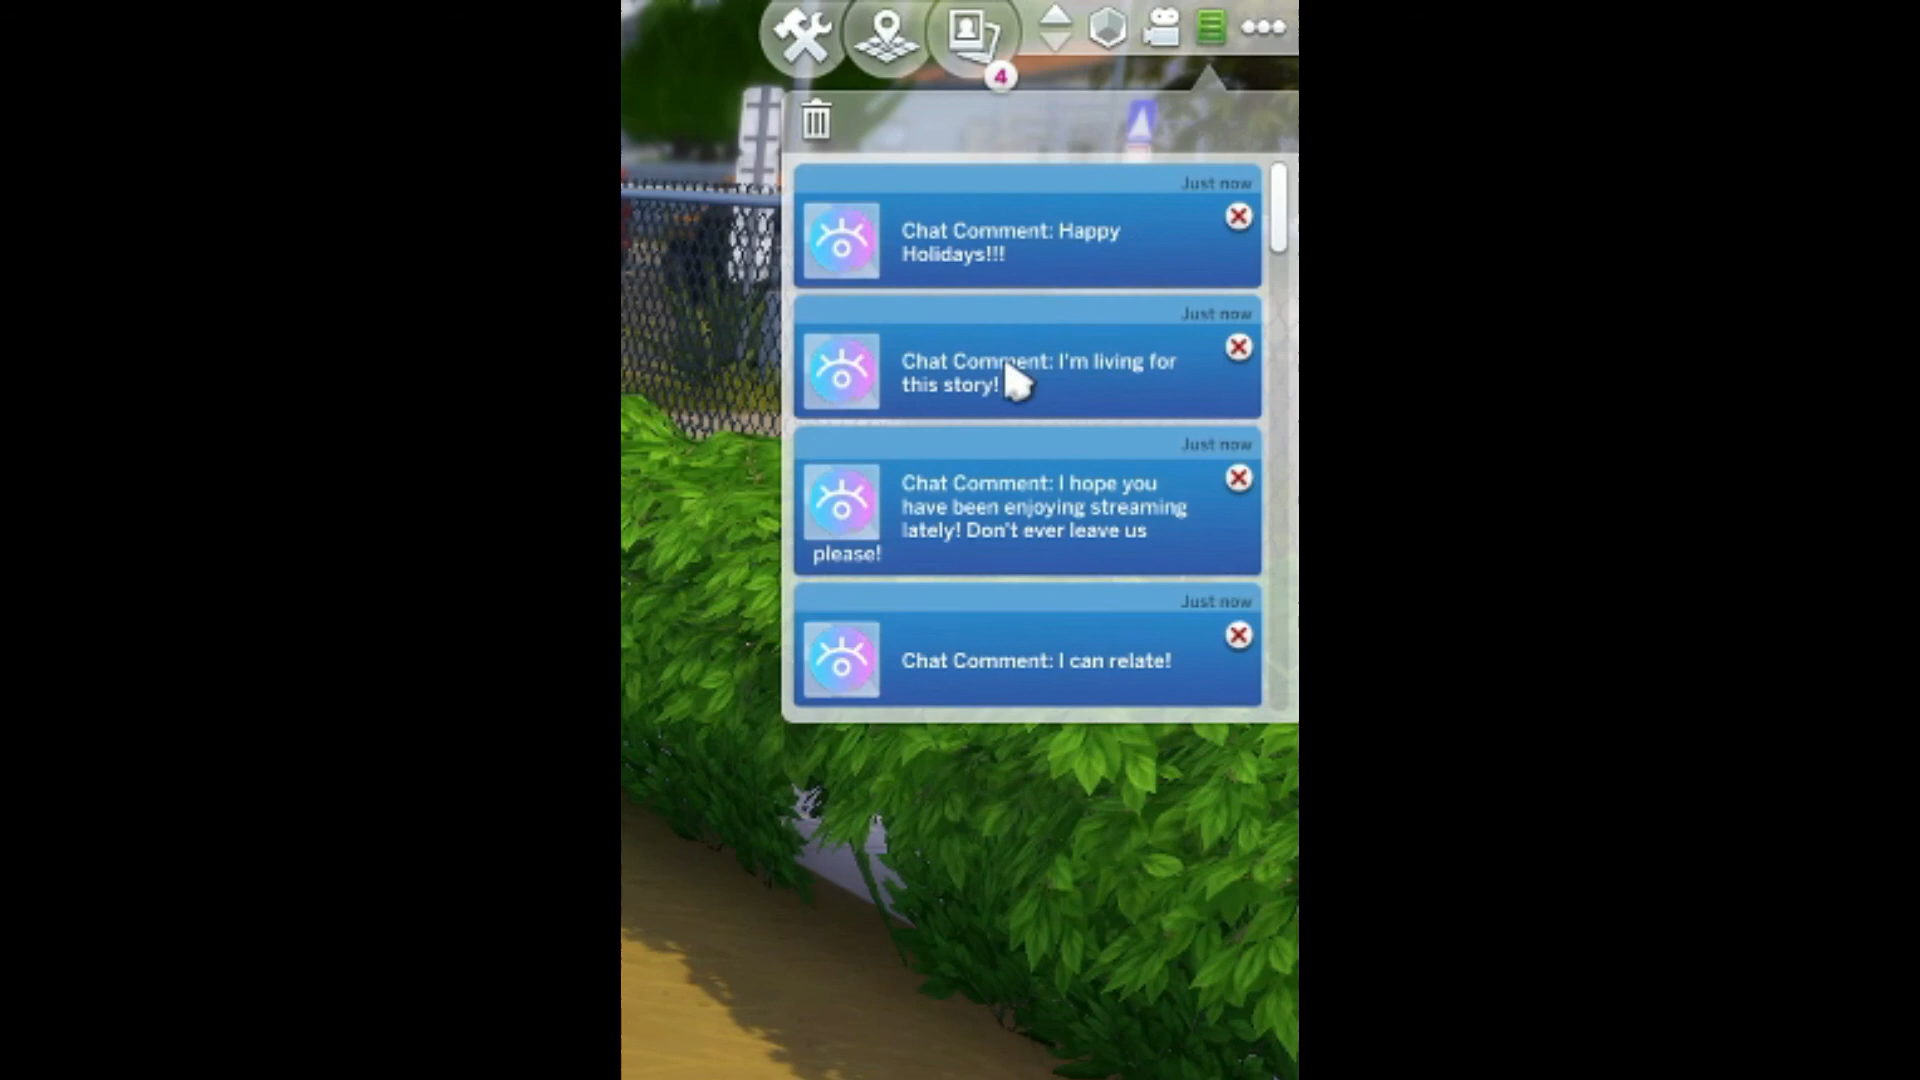 4
Just now
Chat Comment: Happy
Holidays!!!
Just now
Chat Comment: I'm living for
this story!
Just now
Chat Comment: I hope you
have been enjoying streaming
lately! Don't ever leave us
please!
Just now
Chat Comment: I can relate!